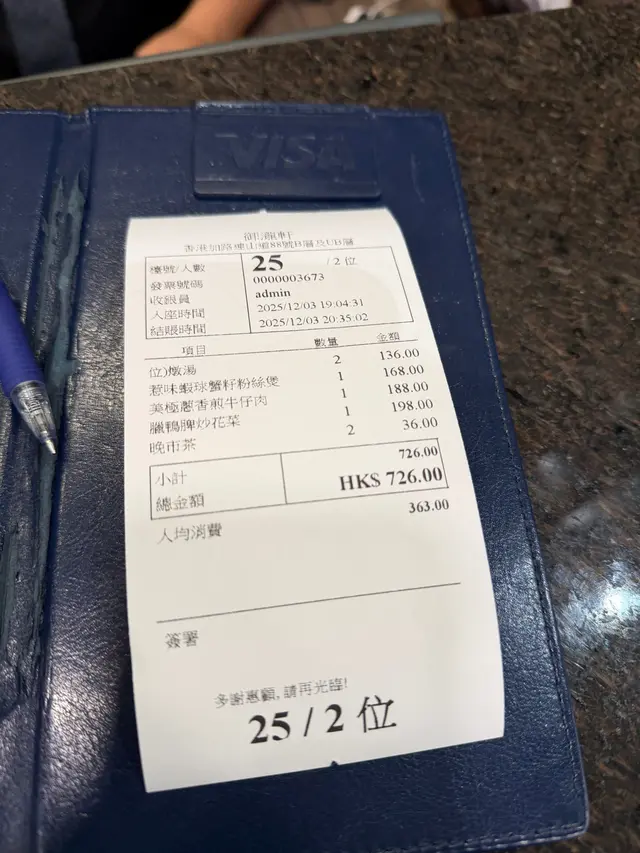 VISA
御𤧟軒
香港加路連山道88號B層及UB層
檯號/人數 25 / 2 位
發票號碼 0000003673
收銀員 admin
入座時間 2025/12/03 19:04:31
結賬時間 2025/12/03 20:35:02
項目 數量 金額
位)燉湯 2 136.00
惹味蝦球蟹籽粉絲煲 1 168.00
美極蔥香煎牛仔肉 1 188.00
臘鴨脾炒花菜 1 198.00
晚市茶 2 36.00
小計 726.00
總金額 HK$ 726.00
人均消費 363.00
簽署
多謝惠顧,請再光臨!
25 / 2 位